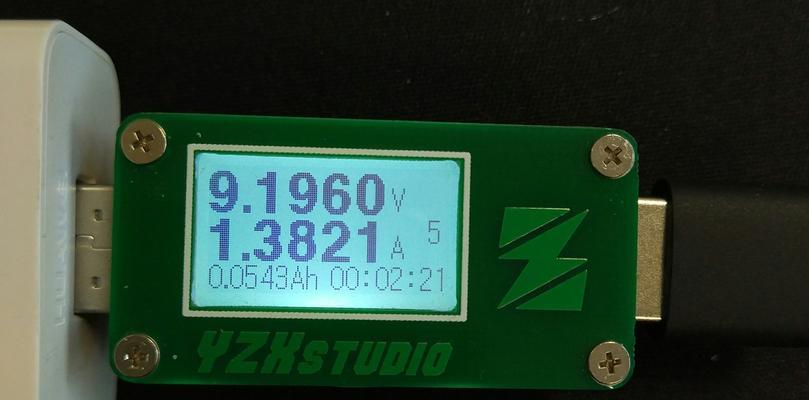 9.1960 V
1.3821 A 5
0.0543Ah 00:02:21
YZXSTUDIO